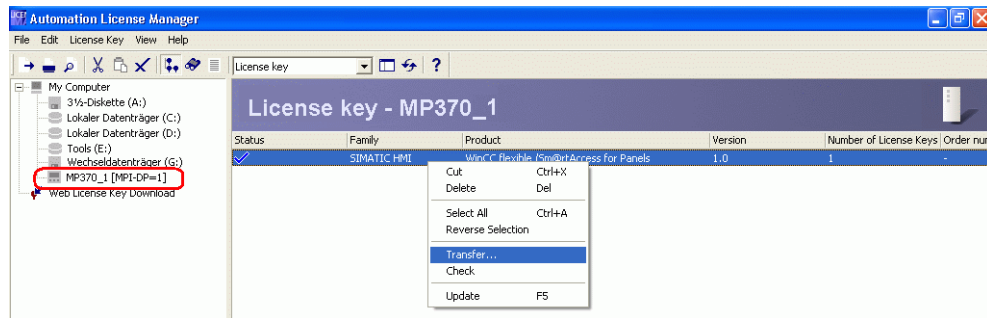 Automation License Manager
File Edit License Key View Help
License key
?
My Computer
3½-Diskette (A:)
Lokaler Datenträger (C:)
Lokaler Datenträger (D:)
Tools (E:)
Wechseldatenträger (G:)
MP370_1 [MPI-DP=1]
Web License Key Download
License key - MP370_1
Status Family Product Version Number of License Keys Order num
SIMATIC HMI WinCC flexible /Sm@rtAccess for Panels 1.0 1 -
Cut Ctrl+X
Delete Del
Select All Ctrl+A
Reverse Selection
Transfer...
Check
Update F5